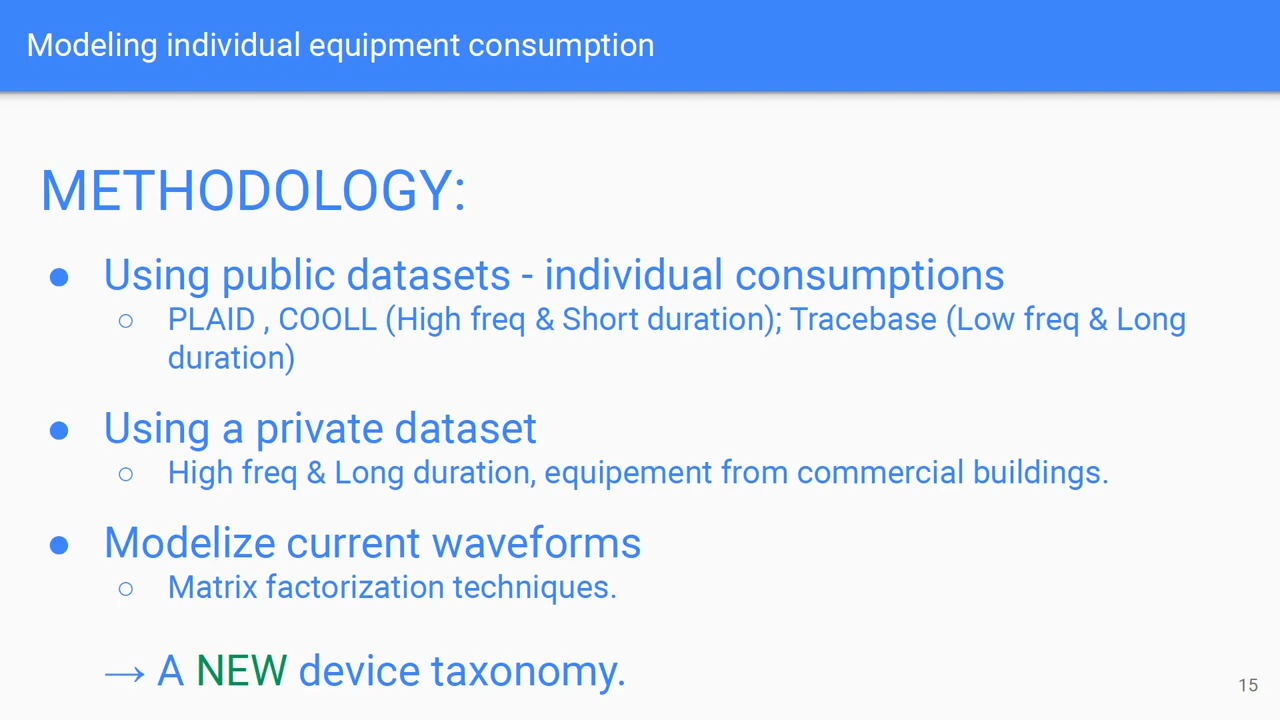 Modeling individual equipment consumption
METHODOLOGY:
● Using public datasets - individual consumptions
○ PLAID , COOLL (High freq & Short duration); Tracebase (Low freq & Long
duration)
● Using a private dataset
○ High freq & Long duration, equipement from commercial buildings.
● Modelize current waveforms
○ Matrix factorization techniques.
→ A NEW device taxonomy.
15